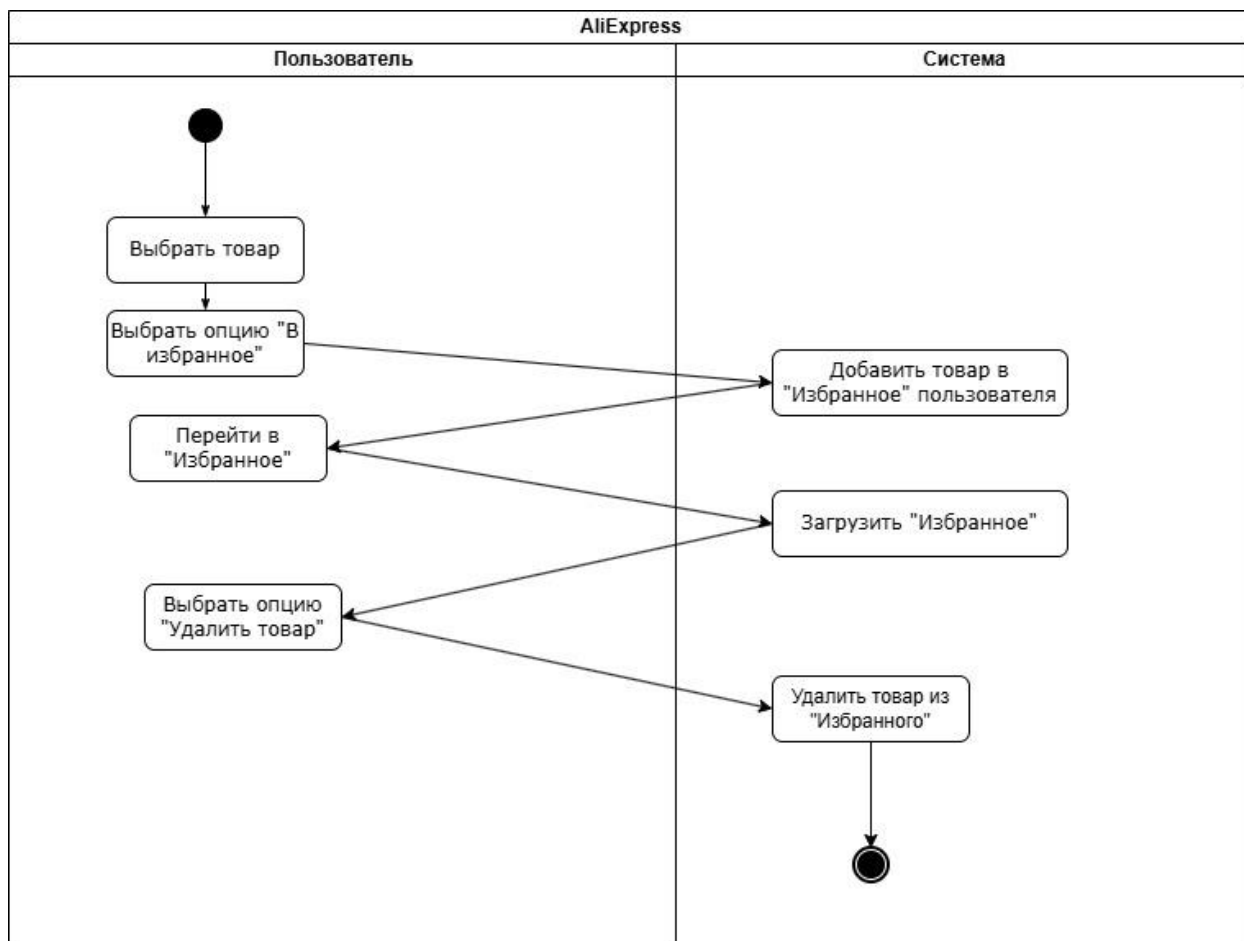 AliExpress
Пользователь
Система
Выбрать товар
Выбрать опцию "В
избранное"
Добавить товар в
"Избранное" пользователя
Перейти в
"Избранное"
Загрузить "Избранное"
Выбрать опцию
"Удалить товар"
Удалить товар из
"Избранного"